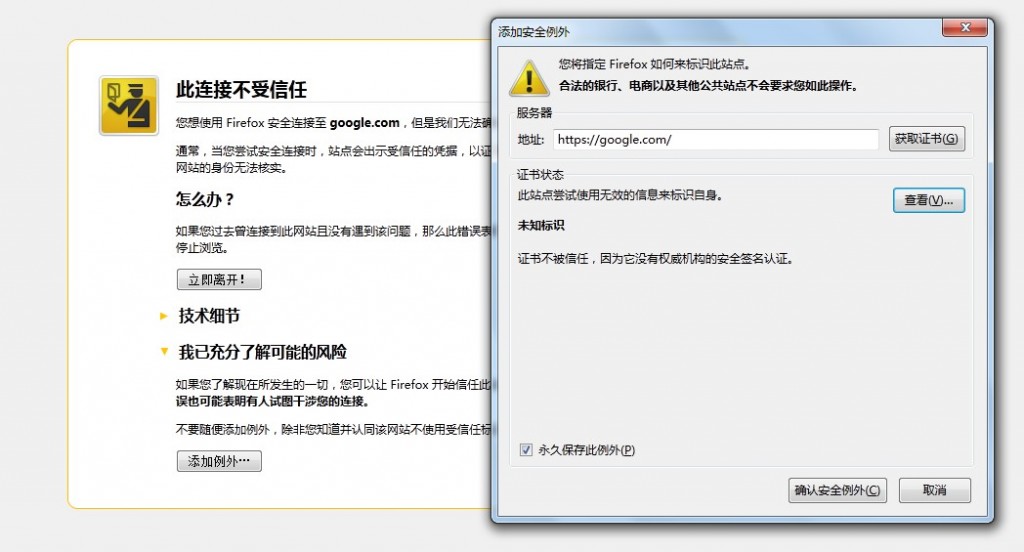 此连接不受信任
您想使用 Firefox 安全连接至 google.com，但是我们无法确
通常，当您尝试安全连接时，站点会出示受信任的凭据，以证
网站的身份无法核实。
怎么办？
如果您过去曾连接到此网站且没有遇到该问题，那么此错误表
停止浏览。
立即离开！
技术细节
我已充分了解可能的风险
如果您了解现在所发生的一切，您可以让 Firefox 开始信任此
误也可能表明有人试图干涉您的连接。
不要随便添加例外，除非您知道并认同该网站不使用受信任标
添加例外…
添加安全例外
您将指定 Firefox 如何来标识此站点。
合法的银行、电商以及其他公共站点不会要求您如此操作。
服务器
地址: https://google.com/ 获取证书(G)
证书状态
此站点尝试使用无效的信息来标识自身。 查看(V)...
未知标识
证书不被信任，因为它没有权威机构的安全签名认证。
永久保存此例外(P)
确认安全例外(C) 取消